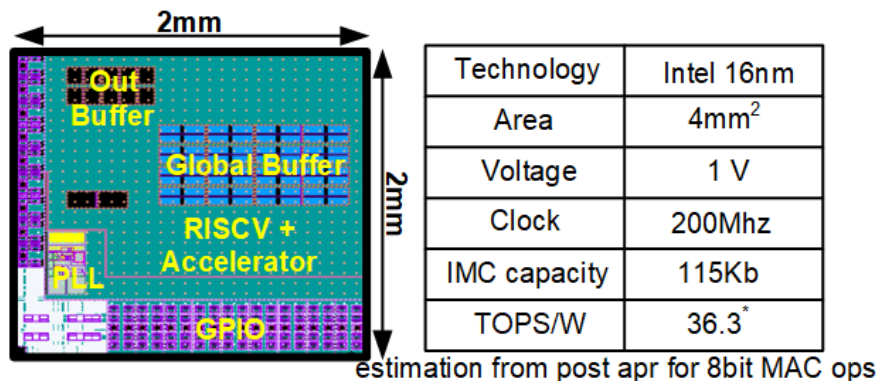 2mm
Out
Buffer
Global Buffer
RISCV +
Accelerator
PLL
GPIO
2mm
Technology Intel 16nm
Area 4mm²
Voltage 1 V
Clock 200Mhz
IMC capacity 115Kb
TOPS/W 36.3*
estimation from post apr for 8bit MAC ops